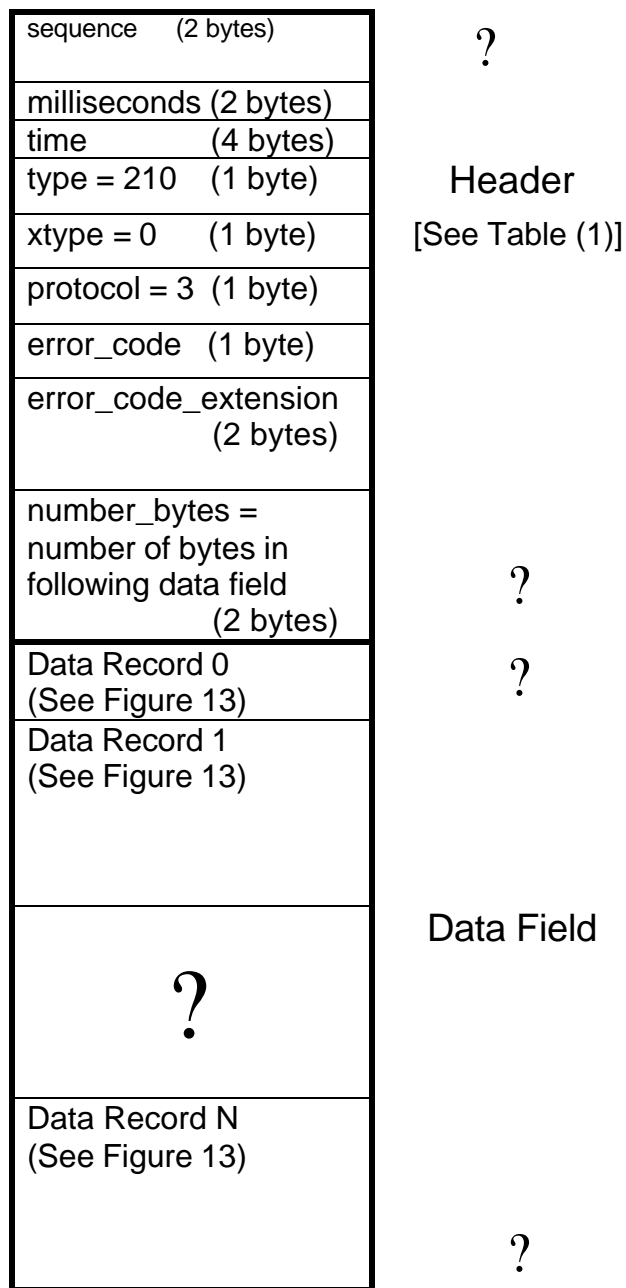 sequence (2 bytes)
?
milliseconds (2 bytes)
time (4 bytes)
type = 210 (1 byte)
Header
xtype = 0 (1 byte)
[See Table (1)]
protocol = 3 (1 byte)
error_code (1 byte)
error_code_extension
(2 bytes)
number_bytes =
number of bytes in
following data field
?
(2 bytes)
Data Record 0
?
(See Figure 13)
Data Record 1
(See Figure 13)
Data Field
?
Data Record N
(See Figure 13)
?